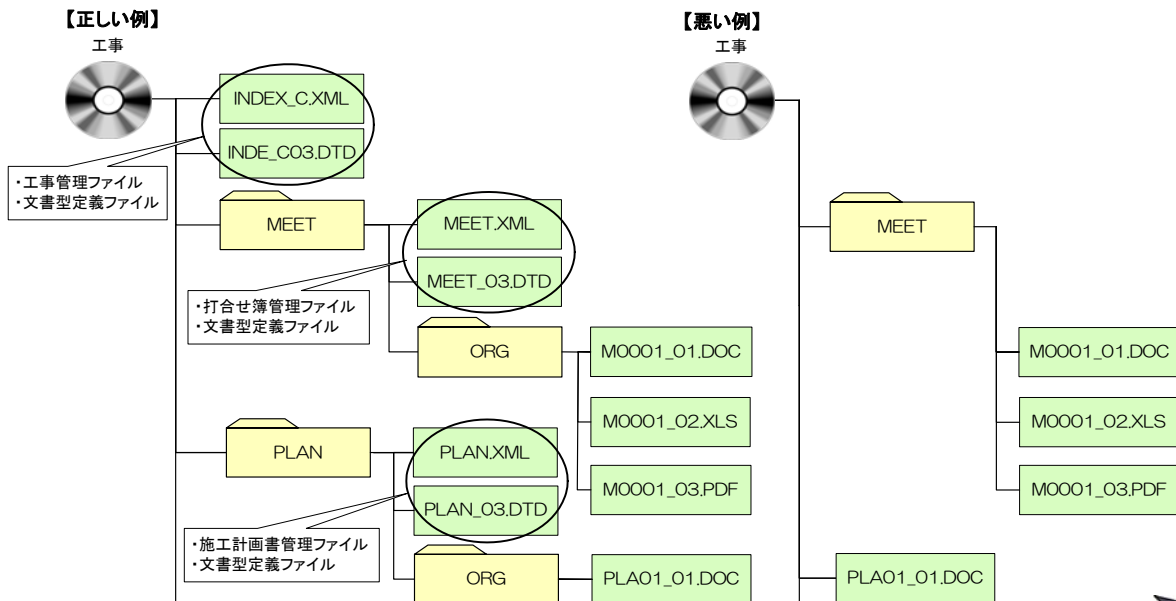 【正しい例】
工事
INDEX_C.XML
INDE_C03.DTD
・工事管理ファイル
・文書型定義ファイル
MEET
MEET.XML
MEET_03.DTD
・打合せ簿管理ファイル
・文書型定義ファイル
ORG
M0001_01.DOC
M0001_02.XLS
M0001_03.PDF
PLAN
PLAN.XML
PLAN_03.DTD
・施工計画書管理ファイル
・文書型定義ファイル
ORG
PLA01_01.DOC
【悪い例】
工事
MEET
M0001_01.DOC
M0001_02.XLS
M0001_03.PDF
PLA01_01.DOC